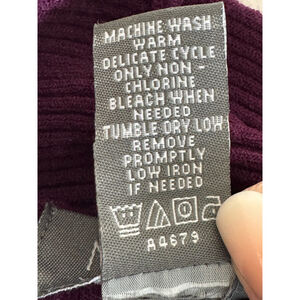 MACHINE WASH
WARM
DELICATE CYCLE
ONLY NON -
CHLORINE
BLEACH WHEN
NEEDED
TUMBLE DRY LOW
REMOVE
PROMPTLY
LOW IRON
IF NEEDED
AQ679